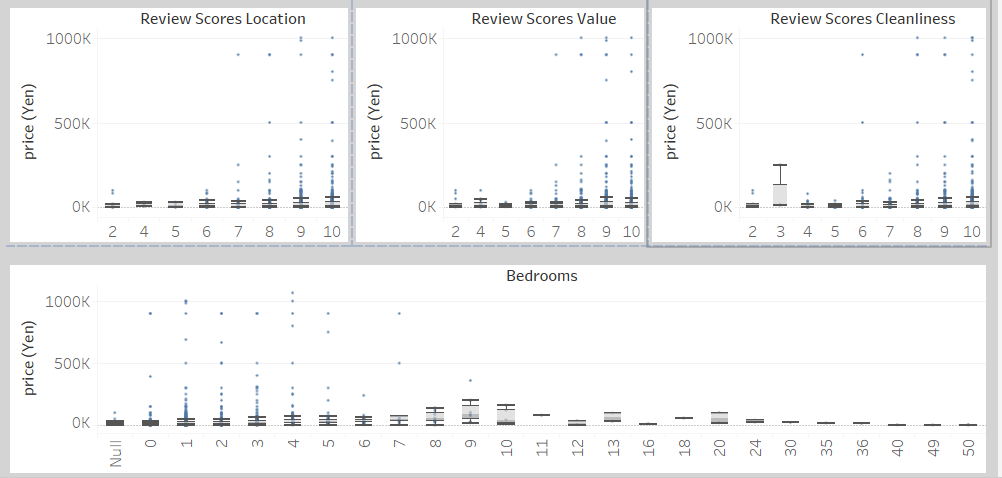 Review Scores Location
1000K
500K
0K
price (Yen)
2 4 5 6 7 8 9 10
Review Scores Value
1000K
500K
0K
price (Yen)
2 4 5 6 7 8 9 10
Review Scores Cleanliness
1000K
500K
0K
price (Yen)
2 3 4 5 6 7 8 9 10
Bedrooms
1000K
500K
0K
price (Yen)
Null 0 1 2 3 4 5 6 7 8 9 10 11 12 13 16 18 20 24 30 35 36 40 49 50